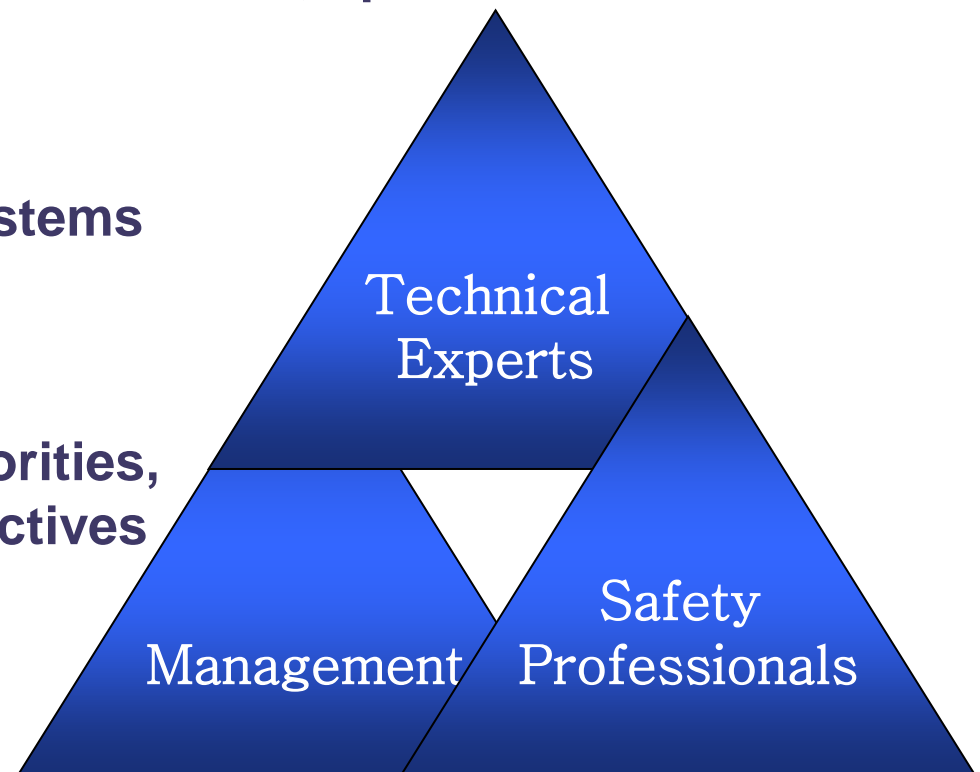 stems
Technical
Experts
orities,
ctives
Safety
Management
Professionals